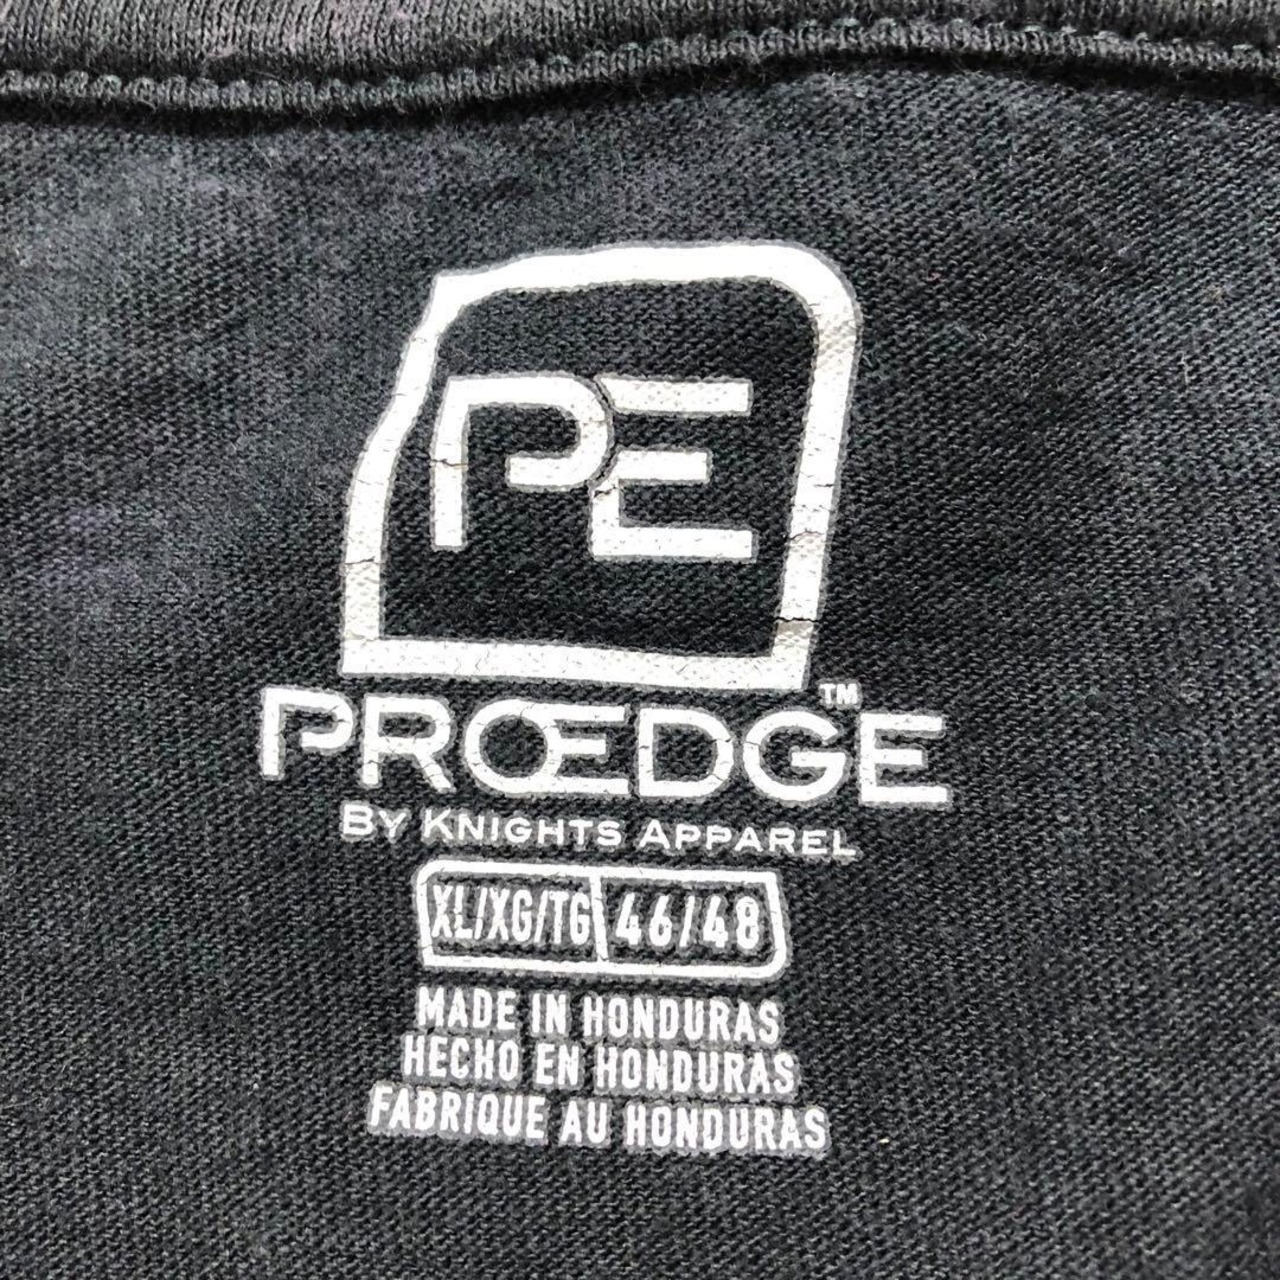 PE
PROEDGE™
BY KNIGHTS APPAREL
XL/XG/TG 46/48
MADE IN HONDURAS
HECHO EN HONDURAS
FABRIQUE AU HONDURAS